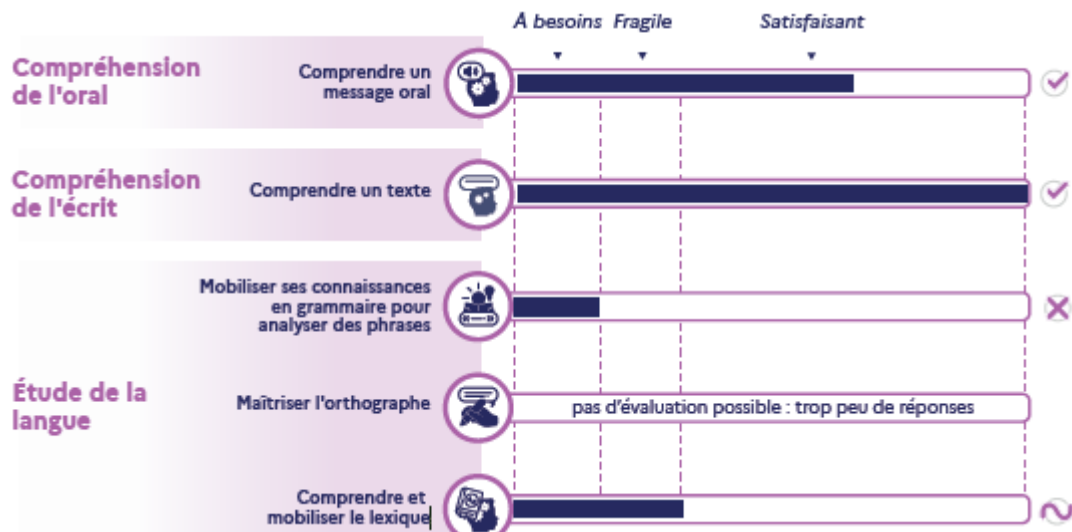 A besoins Fragile Satisfaisant
Compréhension
de l'oral
Comprendre un
message oral
Compréhension
de l'écrit
Comprendre un texte
Étude de la
langue
Mobiliser ses connaissances
en grammaire pour
analyser des phrases
Maîtriser l'orthographe
pas d'évaluation possible : trop peu de réponses
Comprendre et
mobiliser le lexique